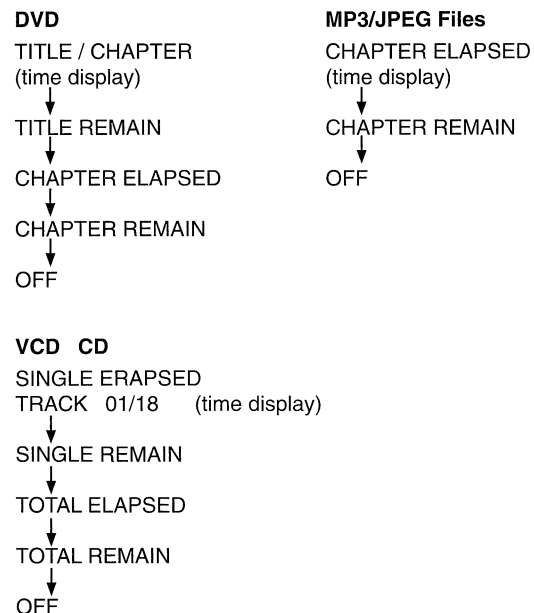 DVD
TITLE / CHAPTER
(time display)
TITLE REMAIN
CHAPTER ELAPSED
CHAPTER REMAIN
OFF
MP3/JPEG Files
CHAPTER ELAPSED
(time display)
CHAPTER REMAIN
OFF
VCD CD
SINGLE ERAPSED
TRACK 01/18 (time display)
SINGLE REMAIN
TOTAL ELAPSED
TOTAL REMAIN
OFF